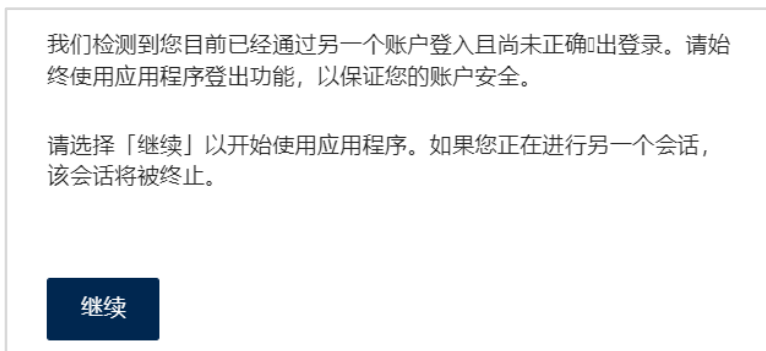 我们检测到您目前已经通过另一个账户登入且尚未正确▯出登录。请始
终使用应用程序登出功能，以保证您的账户安全。
请选择「继续」以开始使用应用程序。如果您正在进行另一个会话，
该会话将被终止。
继续